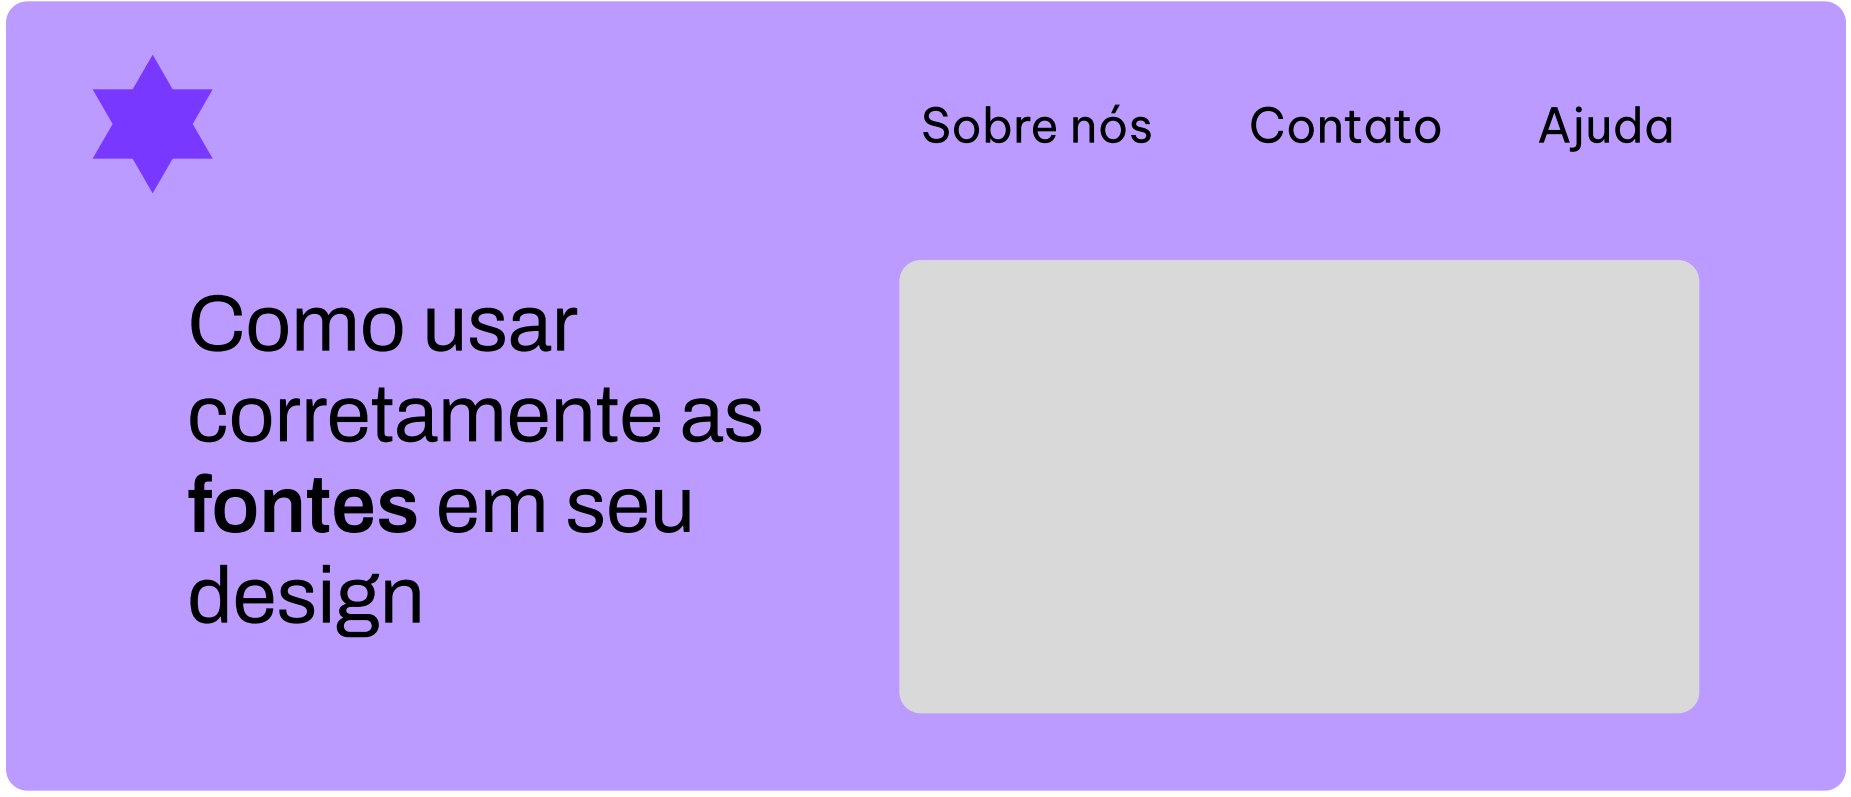 Sobre nós Contato Ajuda
Como usar
corretamente as
fontes em seu
design